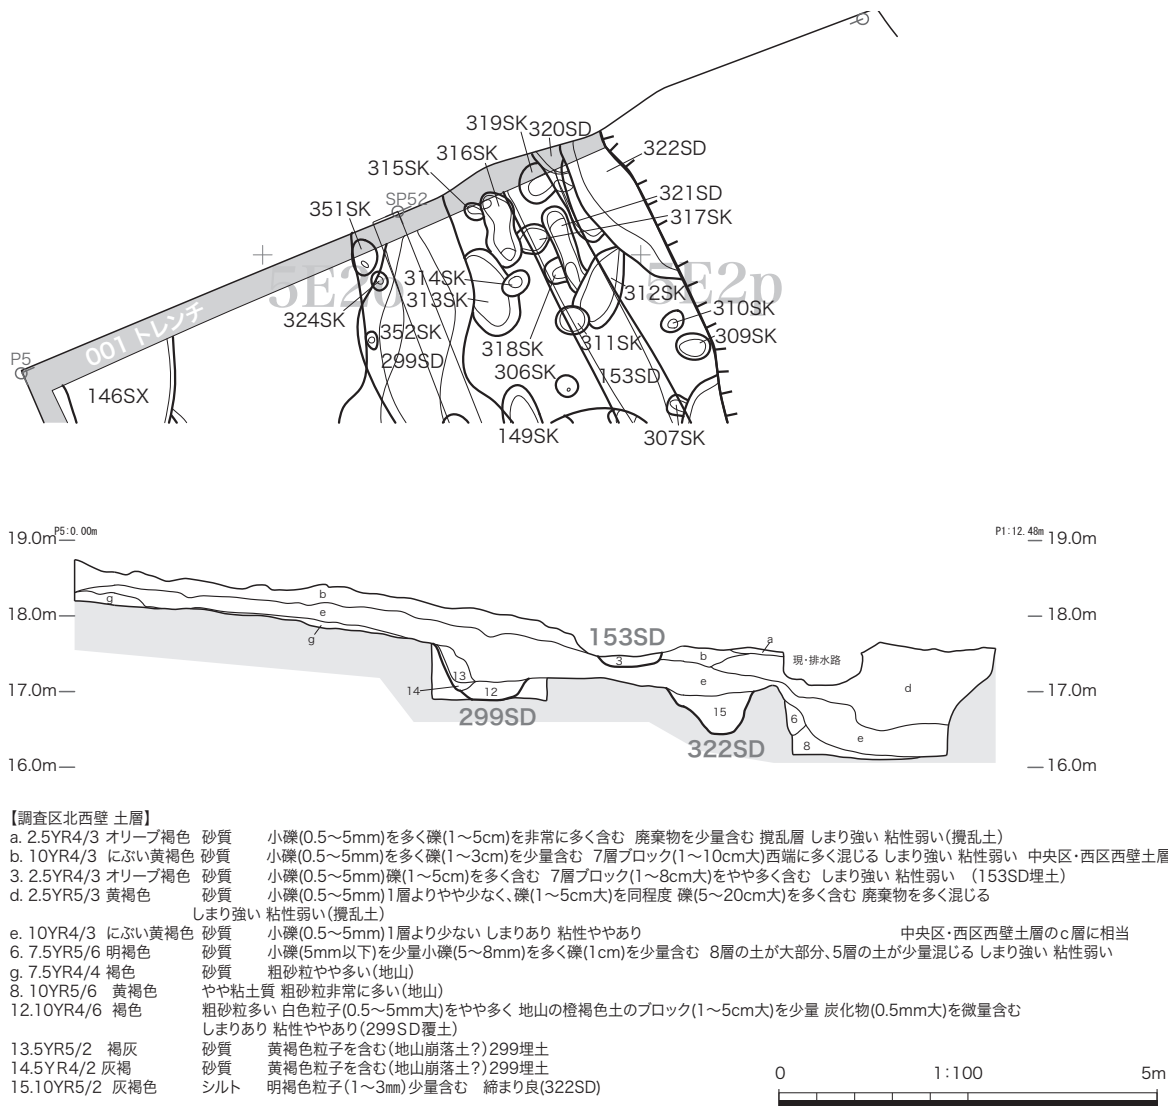 319SK 320SD
316SK 322SD
315SK
SP52 321SD
351SK 317SK
5E2o 5E2p
314SK
313SK 312SK
324SK 310SK
352SK 309SK
299SD 318SK 311SK
306SK 153SD
001 トレンチ
P5
146SX
149SK 307SK
19.0m P5:0.00m P1:12.48m 19.0m
18.0m 18.0m
17.0m 17.0m
16.0m 16.0m
g b e g 14 13 12
299SD
153SD
3 b a 現・排水路 d
e 15 6 8 e
322SD
【調査区北西壁 土層】
a. 2.5YR4/3 オリーブ褐色 砂質 小礫(0.5~5mm)を多く礫(1~5cm)を非常に多く含む 廃棄物を少量含む 撹乱層 しまり強い 粘性弱い(攪乱土)
b. 10YR4/3 にぶい黄褐色 砂質 小礫(0.5~5mm)を多く礫(1~3cm)を少量含む 7層ブロック(1~10cm大)西端に多く混じる しまり強い 粘性弱い 中央区・西区西壁土層
3. 2.5YR4/3 オリーブ褐色 砂質 小礫(0.5~5mm)礫(1~5cm)を多く含む 7層ブロック(1~8cm大)をやや多く含む しまり強い 粘性弱い (153SD埋土)
d. 2.5YR5/3 黄褐色 砂質 小礫(0.5~5mm)1層よりやや少なく、礫(1~5cm大)を同程度 礫(5~20cm大)を多く含む 廃棄物を多く混じる
しまり強い 粘性弱い(攪乱土)
e. 10YR4/3 にぶい黄褐色 砂質 小礫(0.5~5mm)1層より少ない しまりあり 粘性ややあり 中央区・西区西壁土層のc層に相当
6. 7.5YR5/6 明褐色 砂質 小礫(5mm以下)を少量小礫(5~8mm)を多く礫(1cm)を少量含む 8層の土が大部分、5層の土が少量混じる しまり強い 粘性弱い
g. 7.5YR4/4 褐色 砂質 粗砂粒やや多い(地山)
8. 10YR5/6 黄褐色 やや粘土質 粗砂粒非常に多い(地山)
12.10YR4/6 褐色 粗砂粒多い 白色粒子(0.5~5mm大)をやや多く 地山の橙褐色土のブロック(1~5cm大)を少量 炭化物(0.5mm大)を微量含む
しまりあり 粘性ややあり(299SD覆土)
13.5YR5/2 褐灰 砂質 黄褐色粒子を含む(地山崩落土?)299埋土
14.5YR4/2 灰褐 砂質 黄褐色粒子を含む(地山崩落土?)299埋土
15.10YR5/2 灰褐色 シルト 明褐色粒子(1~3㎜)少量含む 締まり良(322SD)
0 1:100 5m